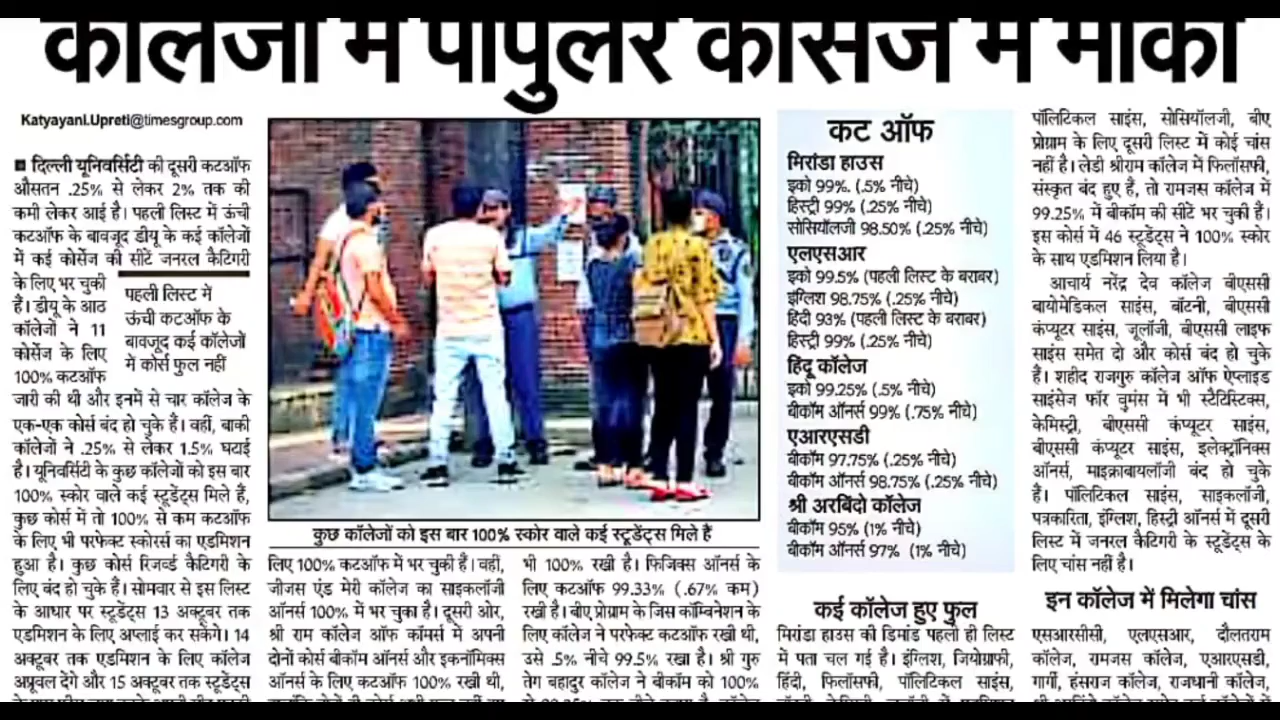 कॉलेजों में पॉपुलर कोर्सेज में मौका
Katyayani.Upreti@timesgroup.com
■ दिल्ली यूनिवर्सिटी की दूसरी कटऑफ
औसतन .25% से लेकर 2% तक की
कमी लेकर आई है। पहली लिस्ट में ऊंची
कटऑफ के बावजूद डीयू के कई कॉलेजों
में कई कोर्सेज की सीटें जनरल कैटिगरी
के लिए भर चुकी
हैं। डीयू के आठ
कॉलेजों ने 11
कोर्सेज के लिए
100% कटऑफ
पहली लिस्ट में
ऊंची कटऑफ के
बावजूद कई कॉलेजों
में कोर्स फुल नहीं
जारी की थी और इनमें से चार कॉलेज के
एक-एक कोर्स बंद हो चुके हैं। वहीं, बाकी
कॉलेजों ने .25% से लेकर 1.5% घटाई
है। यूनिवर्सिटी के कुछ कॉलेजों को इस बार
100% स्कोर वाले कई स्टूडेंट्स मिले हैं,
कुछ कोर्स में तो 100% से कम कटऑफ
के लिए भी परफेक्ट स्कोरर्स का एडमिशन
हुआ है। कुछ कोर्स रिजर्व्ड कैटिगरी के
लिए बंद हो चुके हैं। सोमवार से इस लिस्ट
के आधार पर स्टूडेंट्स 13 अक्टूबर तक
एडमिशन के लिए अप्लाई कर सकेंगे। 14
अक्टूबर तक एडमिशन के लिए कॉलेज
अप्रूवल देंगे और 15 अक्टूबर तक स्टूडेंट्स
कुछ कॉलेजों को इस बार 100% स्कोर वाले कई स्टूडेंट्स मिले हैं
लिए 100% कटऑफ में भर चुकी हैं। वहीं,
जीजस एंड मेरी कॉलेज का साइकलॉजी
ऑनर्स 100% में भर चुका है। दूसरी ओर,
श्री राम कॉलेज ऑफ कॉमर्स में अपनी
दोनों कोर्स बीकॉम ऑनर्स और इकनॉमिक्स
ऑनर्स के लिए कटऑफ 100% रखी थी,
भी 100% रखी है। फिजिक्स ऑनर्स के
लिए कटऑफ 99.33% (.67% कम)
रखी है। बीए प्रोग्राम के जिस कॉम्बिनेशन के
लिए कॉलेज ने परफेक्ट कटऑफ रखी थी,
उसे .5% नीचे 99.5% रखा है। श्री गुरु
तेग बहादुर कॉलेज ने बीकॉम को 100%
कट ऑफ
मिरांडा हाउस
इको 99%. (.5% नीचे)
हिस्ट्री 99% (.25% नीचे)
सोसियॉलजी 98.50% (.25% नीचे)
एलएसआर
इको 99.5% (पहली लिस्ट के बराबर)
इंग्लिश 98.75% (.25% नीचे)
हिंदी 93% (पहली लिस्ट के बराबर)
हिस्ट्री 99% (.25% नीचे)
हिंदू कॉलेज
इको 99.25% (.5% नीचे)
बीकॉम ऑनर्स 99% (.75% नीचे)
एआरएसडी
बीकॉम 97.75% (.25% नीचे)
बीकॉम ऑनर्स 98.75% (.25% नीचे)
श्री अरबिंदो कॉलेज
बीकॉम 95% (1% नीचे)
बीकॉम ऑनर्स 97% (1% नीचे)
कई कॉलेज हुए फुल
मिरांडा हाउस की डिमांड पहली ही लिस्ट
में पता चल गई है। इंग्लिश, जियोग्राफी,
हिंदी, फिलॉसफी, पॉलिटिकल साइंस,
पॉलिटिकल साइंस, सोसियॉलजी, बीए
प्रोग्राम के लिए दूसरी लिस्ट में कोई चांस
नहीं है। लेडी श्रीराम कॉलेज में फिलॉसफी,
संस्कृत बंद हुए हैं, तो रामजस कॉलेज में
99.25% में बीकॉम की सीटें भर चुकी हैं।
इस कोर्स में 46 स्टूडेंट्स ने 100% स्कोर
के साथ एडमिशन लिया है।
आचार्य नरेंद्र देव कॉलेज बीएससी
बायोमेडिकल साइंस, बॉटनी, बीएससी
कंप्यूटर साइंस, जूलॉजी, बीएससी लाइफ
साइंस समेत दो और कोर्स बंद हो चुके
हैं। शहीद राजगुरु कॉलेज ऑफ ऐप्लाइड
साइंसेज फॉर वुमंस में भी स्टैटिस्टिक्स,
केमिस्ट्री, बीएससी कंप्यूटर साइंस,
बीएससी कंप्यूटर साइंस, इलेक्ट्रॉनिक्स
ऑनर्स, माइक्राबायलॉजी बंद हो चुके
हैं। पॉलिटिकल साइंस, साइकलॉजी,
पत्रकारिता, इंग्लिश, हिस्ट्री ऑनर्स में दूसरी
लिस्ट में जनरल कैटिगरी के स्टूडेंट्स के
लिए चांस नहीं है।
इन कॉलेज में मिलेगा चांस
एसआरसीसी, एलएसआर, दौलतराम
कॉलेज, रामजस कॉलेज, एआरएसडी,
गार्गी, हंसराज कॉलेज, राजधानी कॉलेज,